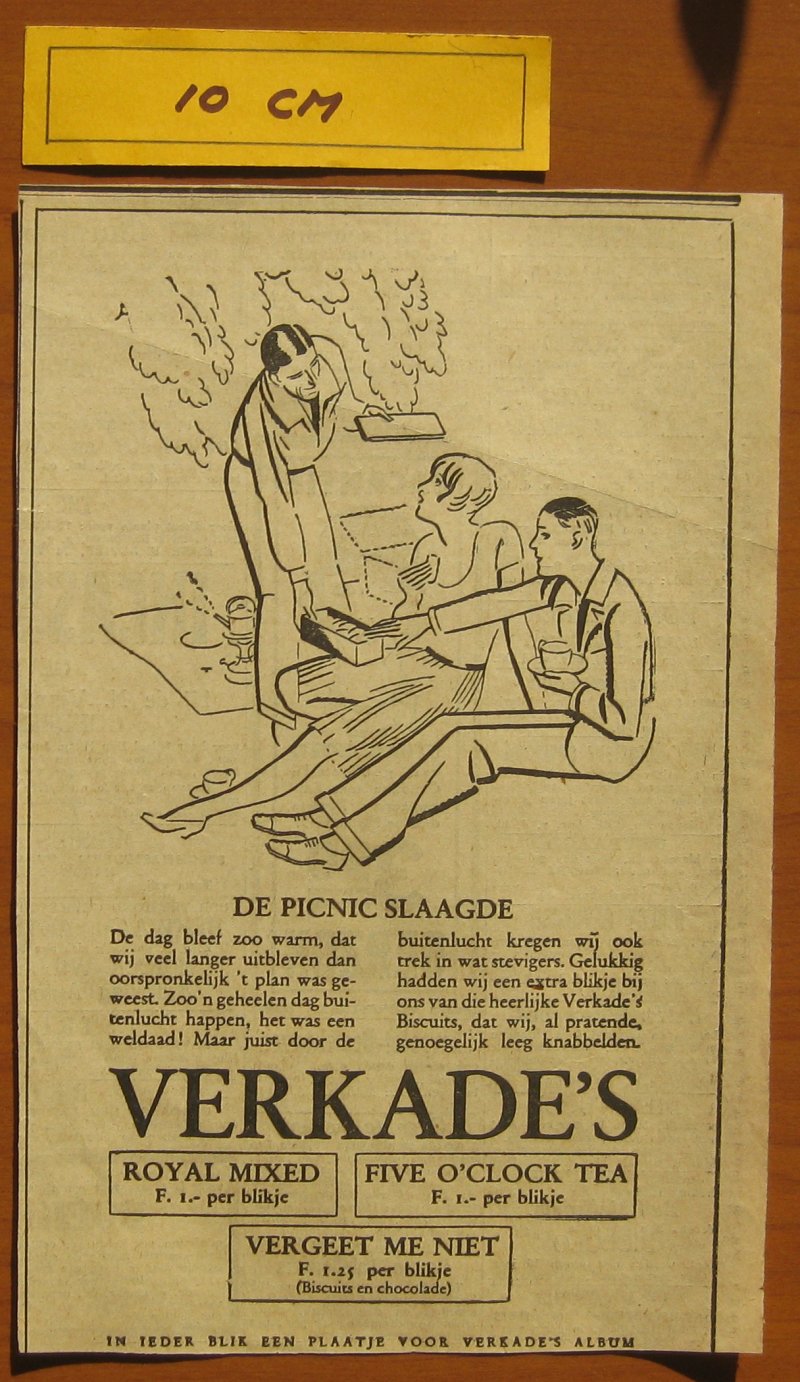 10 CM
DE PICNIC SLAAGDE
De dag bleef zoo warm, dat
wij veel langer uitbleven dan
oorspronkelijk 't plan was ge-
weest. Zoo'n geheelen dag bui-
tenlucht happen, het was een
weldaad! Maar juist door de
buitenlucht kregen wij ook
trek in wat stevigers. Gelukkig
hadden wij een extra blikje bij
ons van die heerlijke Verkade's
Biscuits, dat wij, al pratende,
genoegelijk leeg knabbelden.
VERKADE'S
ROYAL MIXED
F. 1.- per blikje
FIVE O'CLOCK TEA
F. 1.- per blikje
VERGEET ME NIET
F. 1.25 per blikje
(Biscuits en chocolade)
IN IEDER BLIK EEN PLAATJE VOOR VERKADE'S ALBUM